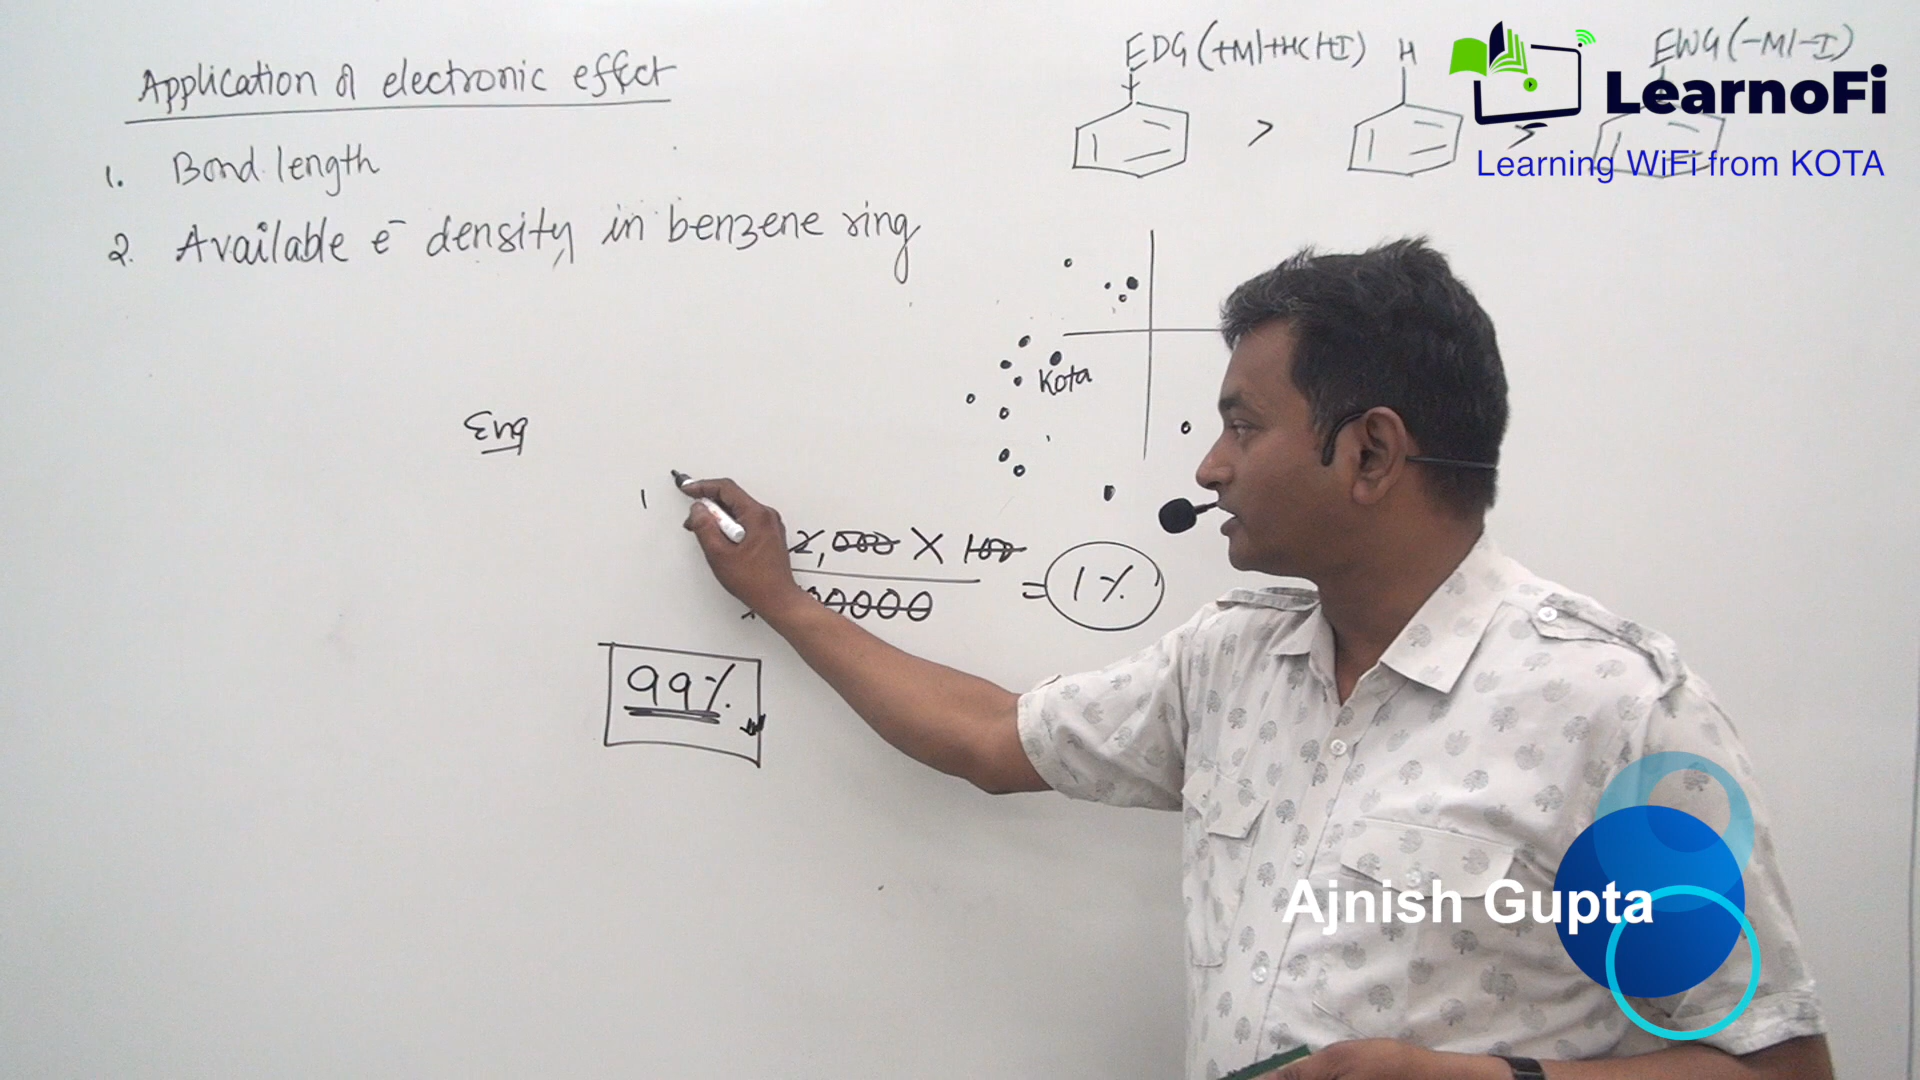 Application of electronic effect
1. Bond length
2. Available e⁻ density in benzene ring
EDG (+M/+HC/+I)
H
EWG (-M/-I)
> >
LearnoFi
Learning WiFi from KOTA
Kota
Eng
2,000 X 100
00000
= 1%
99%
Ajnish Gupta